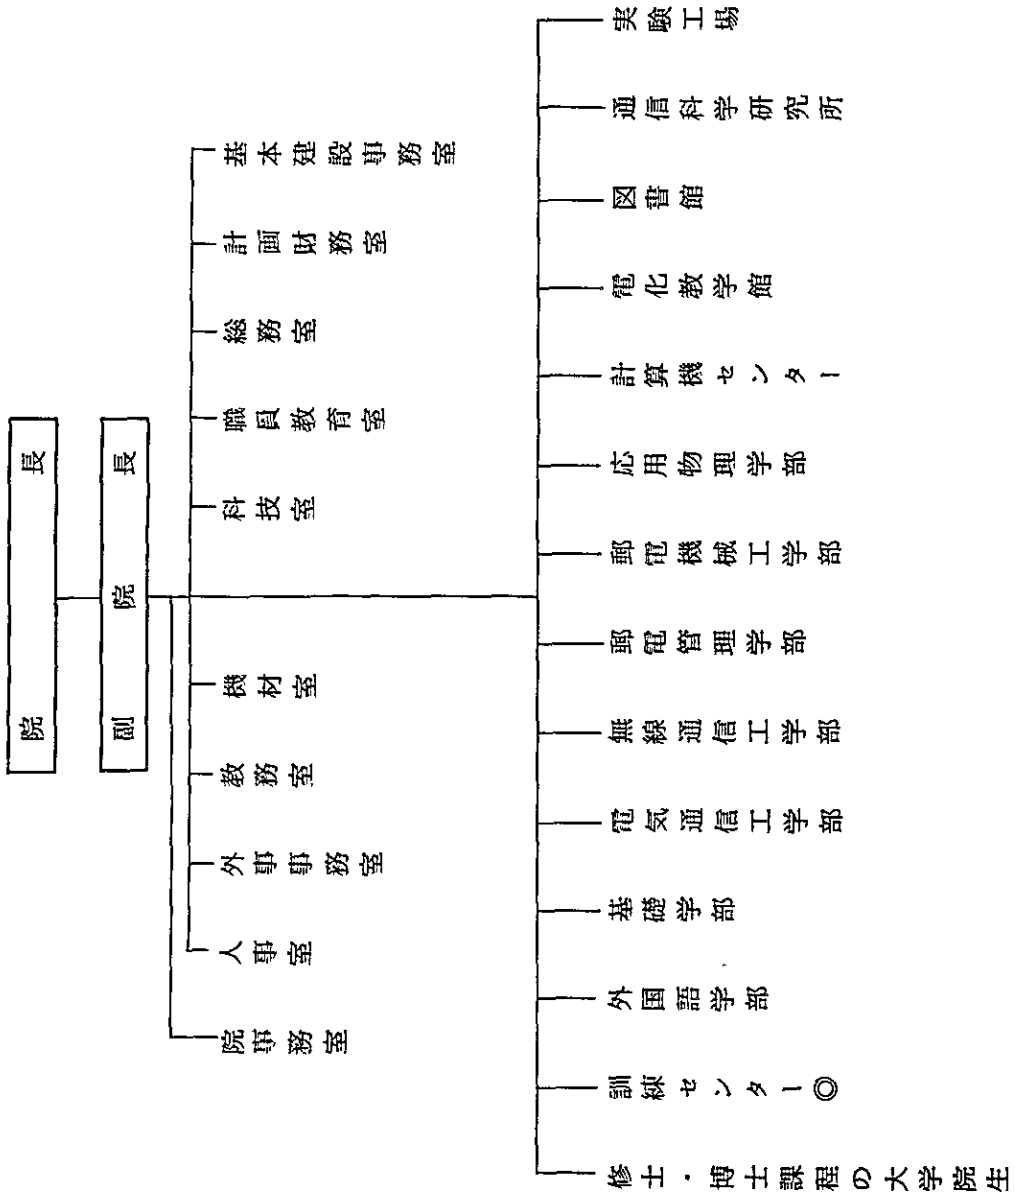 院長
副院長
院事務室
人事室
外事事務室
教務室
機材室
科技室
職員教育室
総務室
計画財務室
基本建設事務室
修士・博士課程の大学院生
訓練センター◎
外国語学部
基礎学部
電気通信工学部
無線通信工学部
郵電管理学部
郵電機械工学部
応用物理学部
計算機センター
電化教学館
図書館
通信科学研究所
実験工場